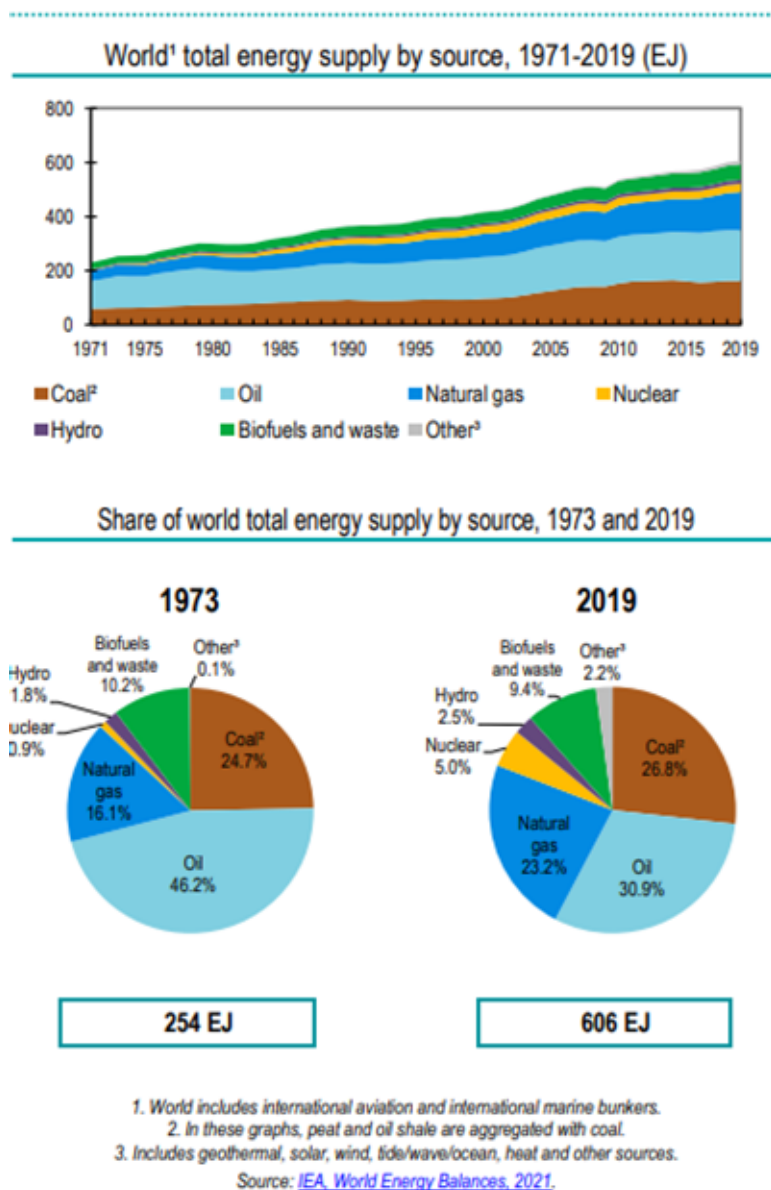 World¹ total energy supply by source, 1971-2019 (EJ)
800
600
400
200
0
1971 1975 1980 1985 1990 1995 2000 2005 2010 2015 2019
Coal² Oil Natural gas Nuclear
Hydro Biofuels and waste Other³
Share of world total energy supply by source, 1973 and 2019
1973
Biofuels
and waste
10.2%
Other³
0.1%
Hydro
1.8%
uclear
0.9%
Coal²
24.7%
Natural
gas
16.1%
Oil
46.2%
254 EJ
2019
Biofuels
and waste
9.4%
Other³
2.2%
Hydro
2.5%
Nuclear
5.0%
Coal²
26.8%
Natural
gas
23.2%
Oil
30.9%
606 EJ
1. World includes international aviation and international marine bunkers.
2. In these graphs, peat and oil shale are aggregated with coal.
3. Includes geothermal, solar, wind, tide/wave/ocean, heat and other sources.
Source: IEA, World Energy Balances, 2021.